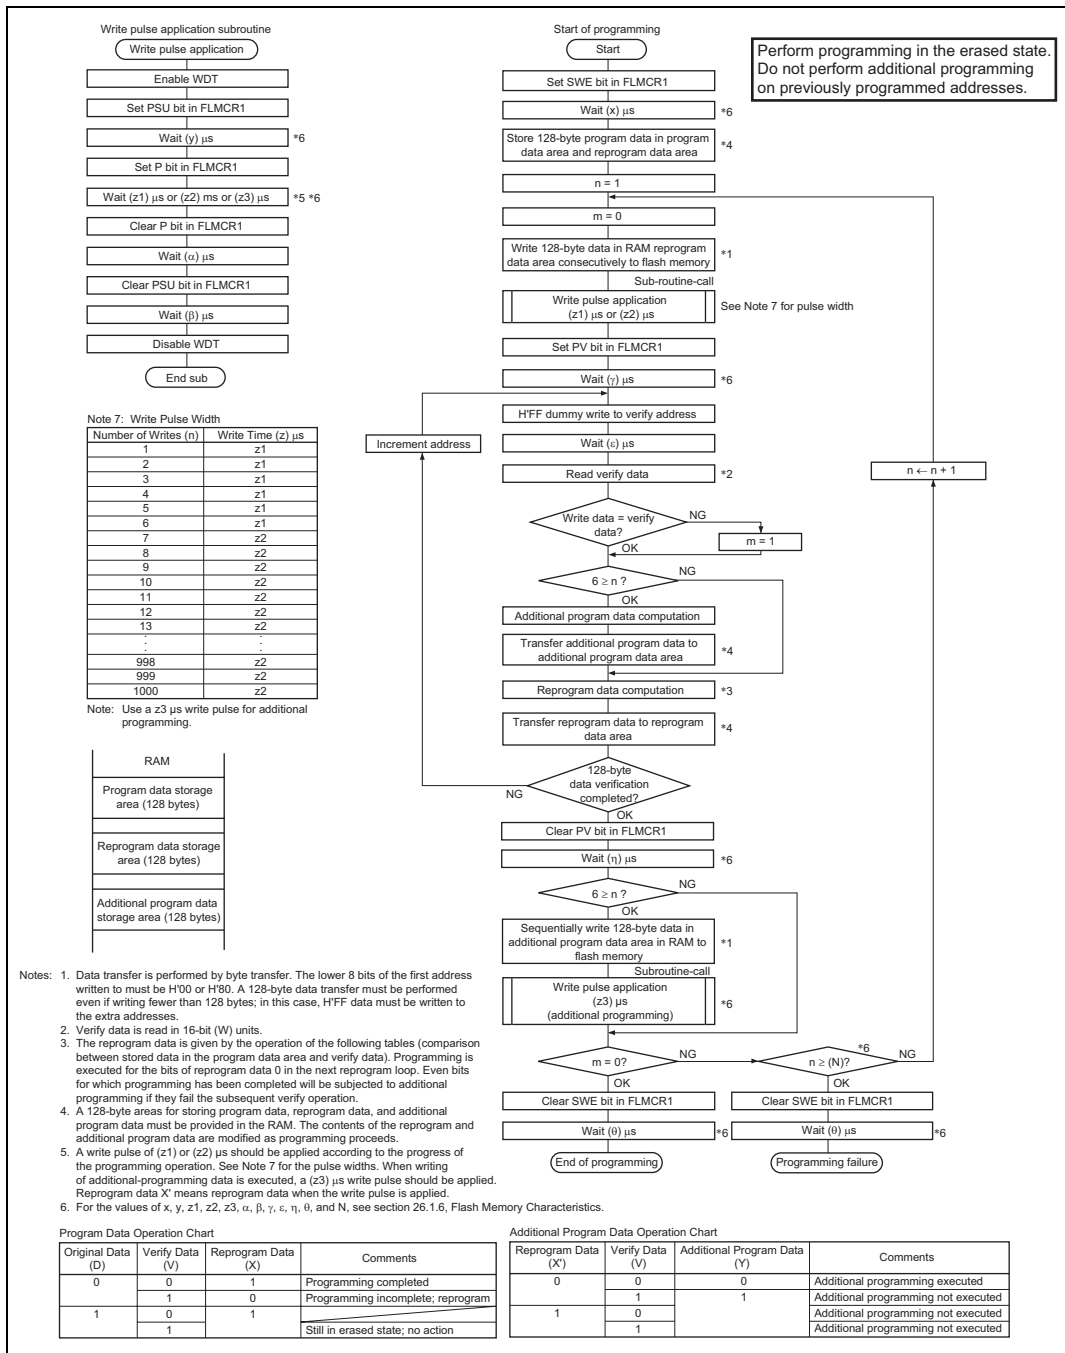 Write pulse application subroutine
Write pulse application
Enable WDT
Set PSU bit in FLMCR1
Wait (y) μs
*6
Set P bit in FLMCR1
Wait (z1) μs or (z2) ms or (z3) μs
*5 *6
Clear P bit in FLMCR1
Wait (α) μs
Clear PSU bit in FLMCR1
Wait (β) μs
Disable WDT
End sub
Note 7: Write Pulse Width
Number of Writes (n) Write Time (z) μs
1 z1
2 z1
3 z1
4 z1
5 z1
6 z1
7 z2
8 z2
9 z2
10 z2
11 z2
12 z2
13 z2
: :
998 z2
999 z2
1000 z2
Note: Use a z3 μs write pulse for additional
programming.
RAM
Program data storage
area (128 bytes)
Reprogram data storage
area (128 bytes)
Additional program data
storage area (128 bytes)
Start of programming
Start
Perform programming in the erased state.
Do not perform additional programming
on previously programmed addresses.
Set SWE bit in FLMCR1
Wait (x) μs
*6
Store 128-byte program data in program
data area and reprogram data area
*4
n = 1
m = 0
Write 128-byte data in RAM reprogram
data area consecutively to flash memory
*1
Sub-routine-call
Write pulse application
(z1) μs or (z2) μs
See Note 7 for pulse width
Set PV bit in FLMCR1
Wait (γ) μs
*6
H'FF dummy write to verify address
Increment address
Wait (ε) μs
Read verify data
*2
n ← n + 1
Write data = verify
data?
NG
m = 1
OK
6 ≥ n ?
NG
OK
Additional program data computation
Transfer additional program data to
additional program data area
*4
Reprogram data computation
*3
Transfer reprogram data to reprogram
data area
*4
128-byte
data verification
completed?
NG
OK
Clear PV bit in FLMCR1
Wait (η) μs
*6
6 ≥ n ?
NG
OK
Sequentially write 128-byte data in
additional program data area in RAM to
flash memory
*1
Subroutine-call
Write pulse application
(z3) μs
(additional programming)
*6
m = 0?
NG
n ≥ (N)?
*6
NG
OK
OK
Clear SWE bit in FLMCR1
Clear SWE bit in FLMCR1
Wait (θ) μs
*6
Wait (θ) μs
*6
End of programming
Programming failure
Notes: 1. Data transfer is performed by byte transfer. The lower 8 bits of the first address
written to must be H'00 or H'80. A 128-byte data transfer must be performed
even if writing fewer than 128 bytes; in this case, H'FF data must be written to
the extra addresses.
2. Verify data is read in 16-bit (W) units.
3. The reprogram data is given by the operation of the following tables (comparison
between stored data in the program data area and verify data). Programming is
executed for the bits of reprogram data 0 in the next reprogram loop. Even bits
for which programming has been completed will be subjected to additional
programming if they fail the subsequent verify operation.
4. A 128-byte areas for storing program data, reprogram data, and additional
program data must be provided in the RAM. The contents of the reprogram and
additional program data are modified as programming proceeds.
5. A write pulse of (z1) or (z2) μs should be applied according to the progress of
the programming operation. See Note 7 for the pulse widths. When writing
of additional-programming data is executed, a (z3) μs write pulse should be applied.
Reprogram data X' means reprogram data when the write pulse is applied.
6. For the values of x, y, z1, z2, z3, α, β, γ, ε, η, θ, and N, see section 26.1.6, Flash Memory Characteristics.
Program Data Operation Chart
Original Data (D) Verify Data (V) Reprogram Data (X) Comments
0 0 1 Programming completed
1 0 Programming incomplete; reprogram
1 0 1
1 Still in erased state; no action
Additional Program Data Operation Chart
Reprogram Data (X') Verify Data (V) Additional Program Data (Y) Comments
0 0 0 Additional programming executed
1 1 Additional programming not executed
1 0 Additional programming not executed
1 Additional programming not executed